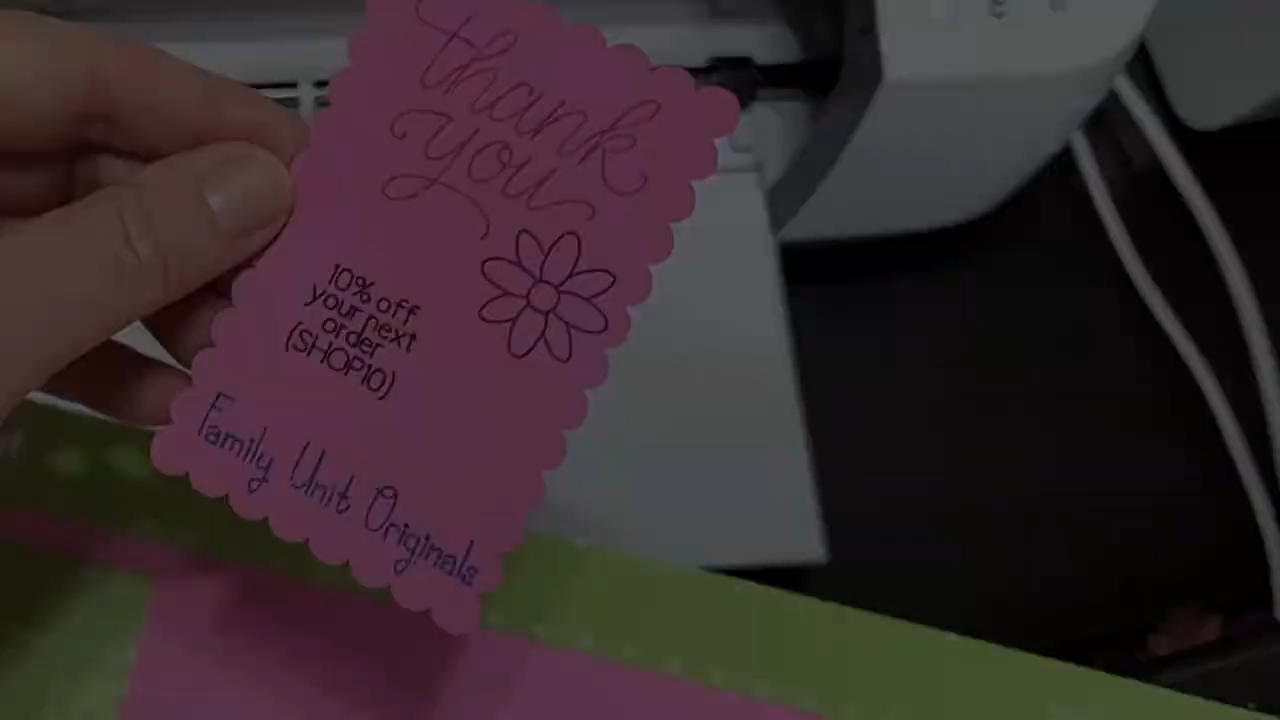 thank
you
10% off
your next
order
(SHOP10)
Family Unit Originals